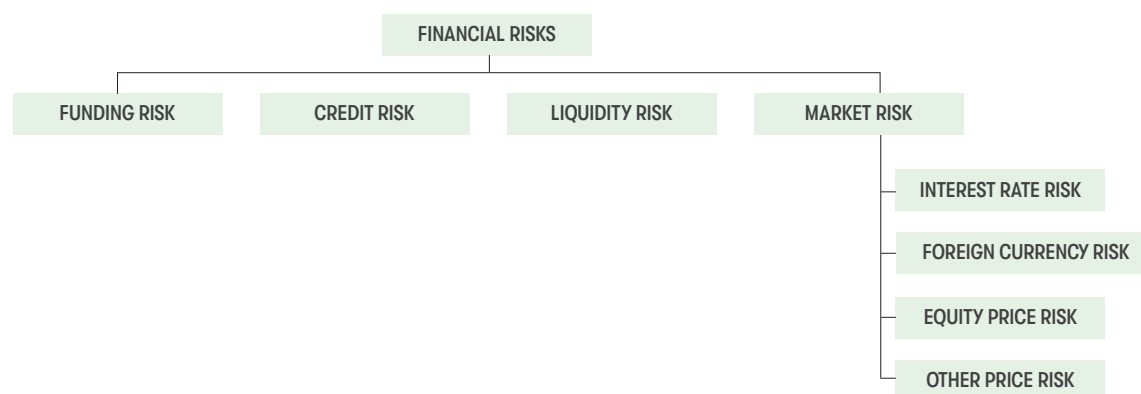 FINANCIAL RISKS
FUNDING RISK
CREDIT RISK
LIQUIDITY RISK
MARKET RISK
INTEREST RATE RISK
FOREIGN CURRENCY RISK
EQUITY PRICE RISK
OTHER PRICE RISK